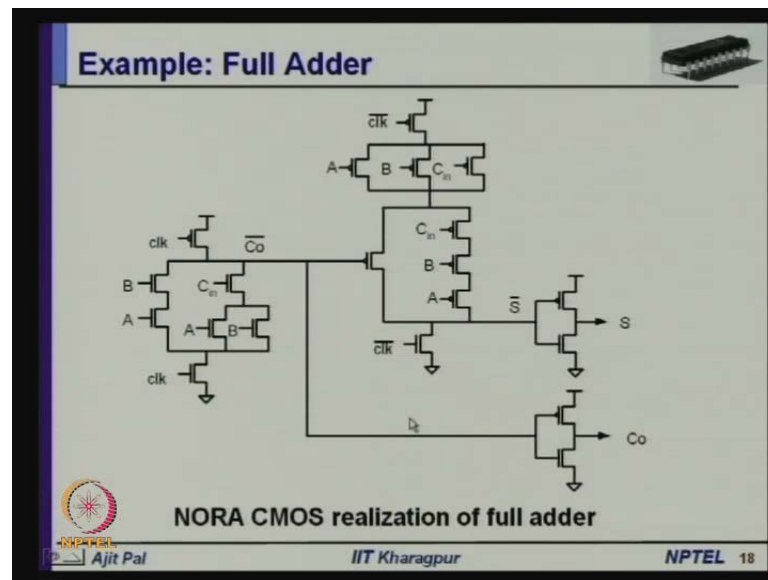 Example: Full Adder
clk
A
B
Cin
clk
Co
Cin
B
B
Cin
A
A
A
B
S
S
clk
clk
Co
NORA CMOS realization of full adder
NPTEL
Ajit Pal
IIT Kharagpur
NPTEL 18